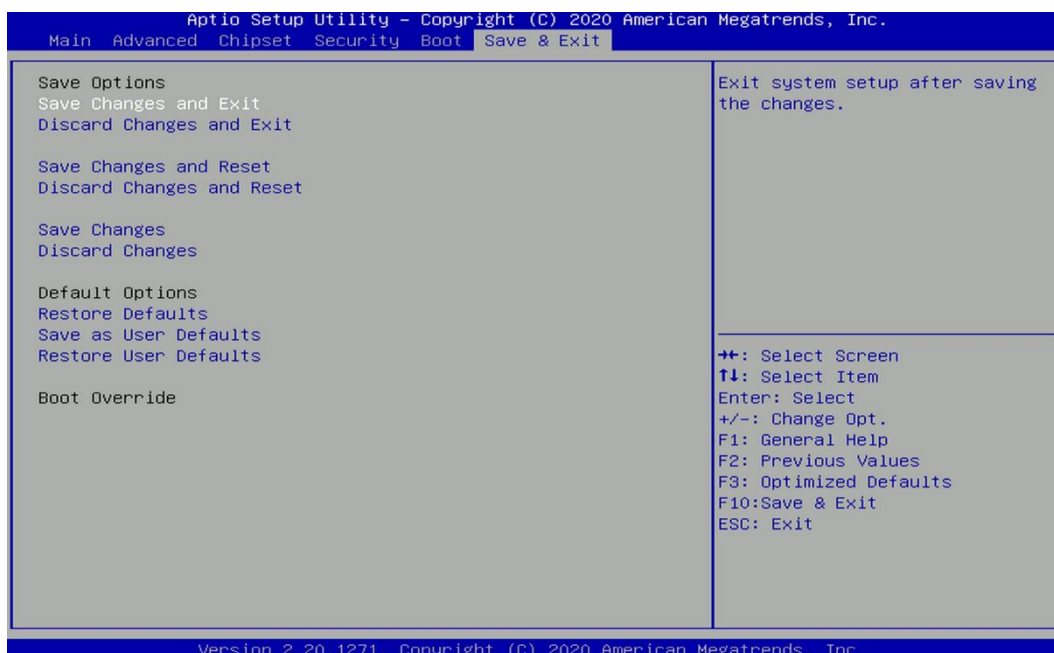 Aptio Setup Utility – Copyright (C) 2020 American Megatrends, Inc.
Main Advanced Chipset Security Boot Save & Exit
Save Options
Save Changes and Exit
Discard Changes and Exit
Save Changes and Reset
Discard Changes and Reset
Save Changes
Discard Changes
Default Options
Restore Defaults
Save as User Defaults
Restore User Defaults
Boot Override
Exit system setup after saving
the changes.
→←: Select Screen
↑↓: Select Item
Enter: Select
+/-: Change Opt.
F1: General Help
F2: Previous Values
F3: Optimized Defaults
F10:Save & Exit
ESC: Exit
Version 2.20.1271. Copyright (C) 2020 American Megatrends, Inc.